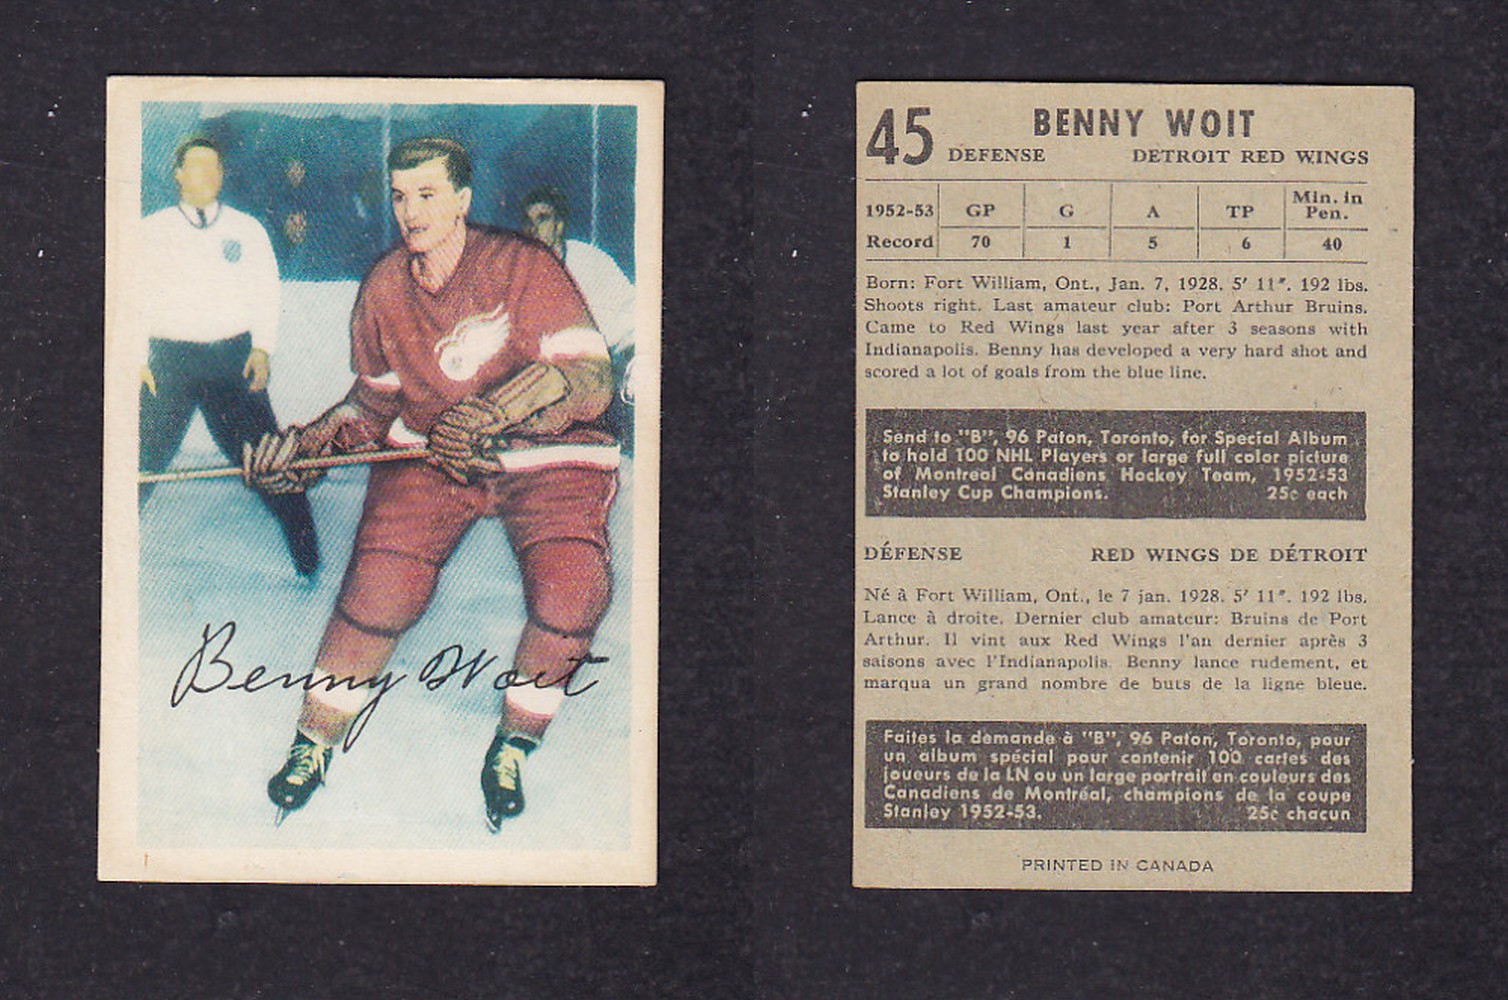 Benny Woit
45
BENNY WOIT
DEFENSE DETROIT RED WINGS
1952-53 GP G A TP Min. in Pen.
Record 70 1 5 6 40
Born: Fort William, Ont., Jan. 7, 1928. 5' 11". 192 lbs.
Shoots right. Last amateur club: Port Arthur Bruins.
Came to Red Wings last year after 3 seasons with
Indianapolis. Benny has developed a very hard shot and
scored a lot of goals from the blue line.
Send to "B", 96 Paton, Toronto, for Special Album
to hold 100 NHL Players or large full color picture
of Montreal Canadiens Hockey Team, 1952-53
Stanley Cup Champions. 25c each
DÉFENSE RED WINGS DE DÉTROIT
Né à Fort William, Ont., le 7 jan. 1928. 5' 11". 192 lbs.
Lance à droite. Dernier club amateur: Bruins de Port
Arthur. Il vint aux Red Wings l'an dernier après 3
saisons avec l'Indianapolis. Benny lance rudement, et
marqua un grand nombre de buts de la ligne bleue.
Faites la demande à "B", 96 Paton, Toronto, pour
un album spécial pour contenir 100 cartes des
joueurs de la LN ou un large portrait en couleurs des
Canadiens de Montréal, champions de la coupe
Stanley 1952-53. 25c chacun
PRINTED IN CANADA